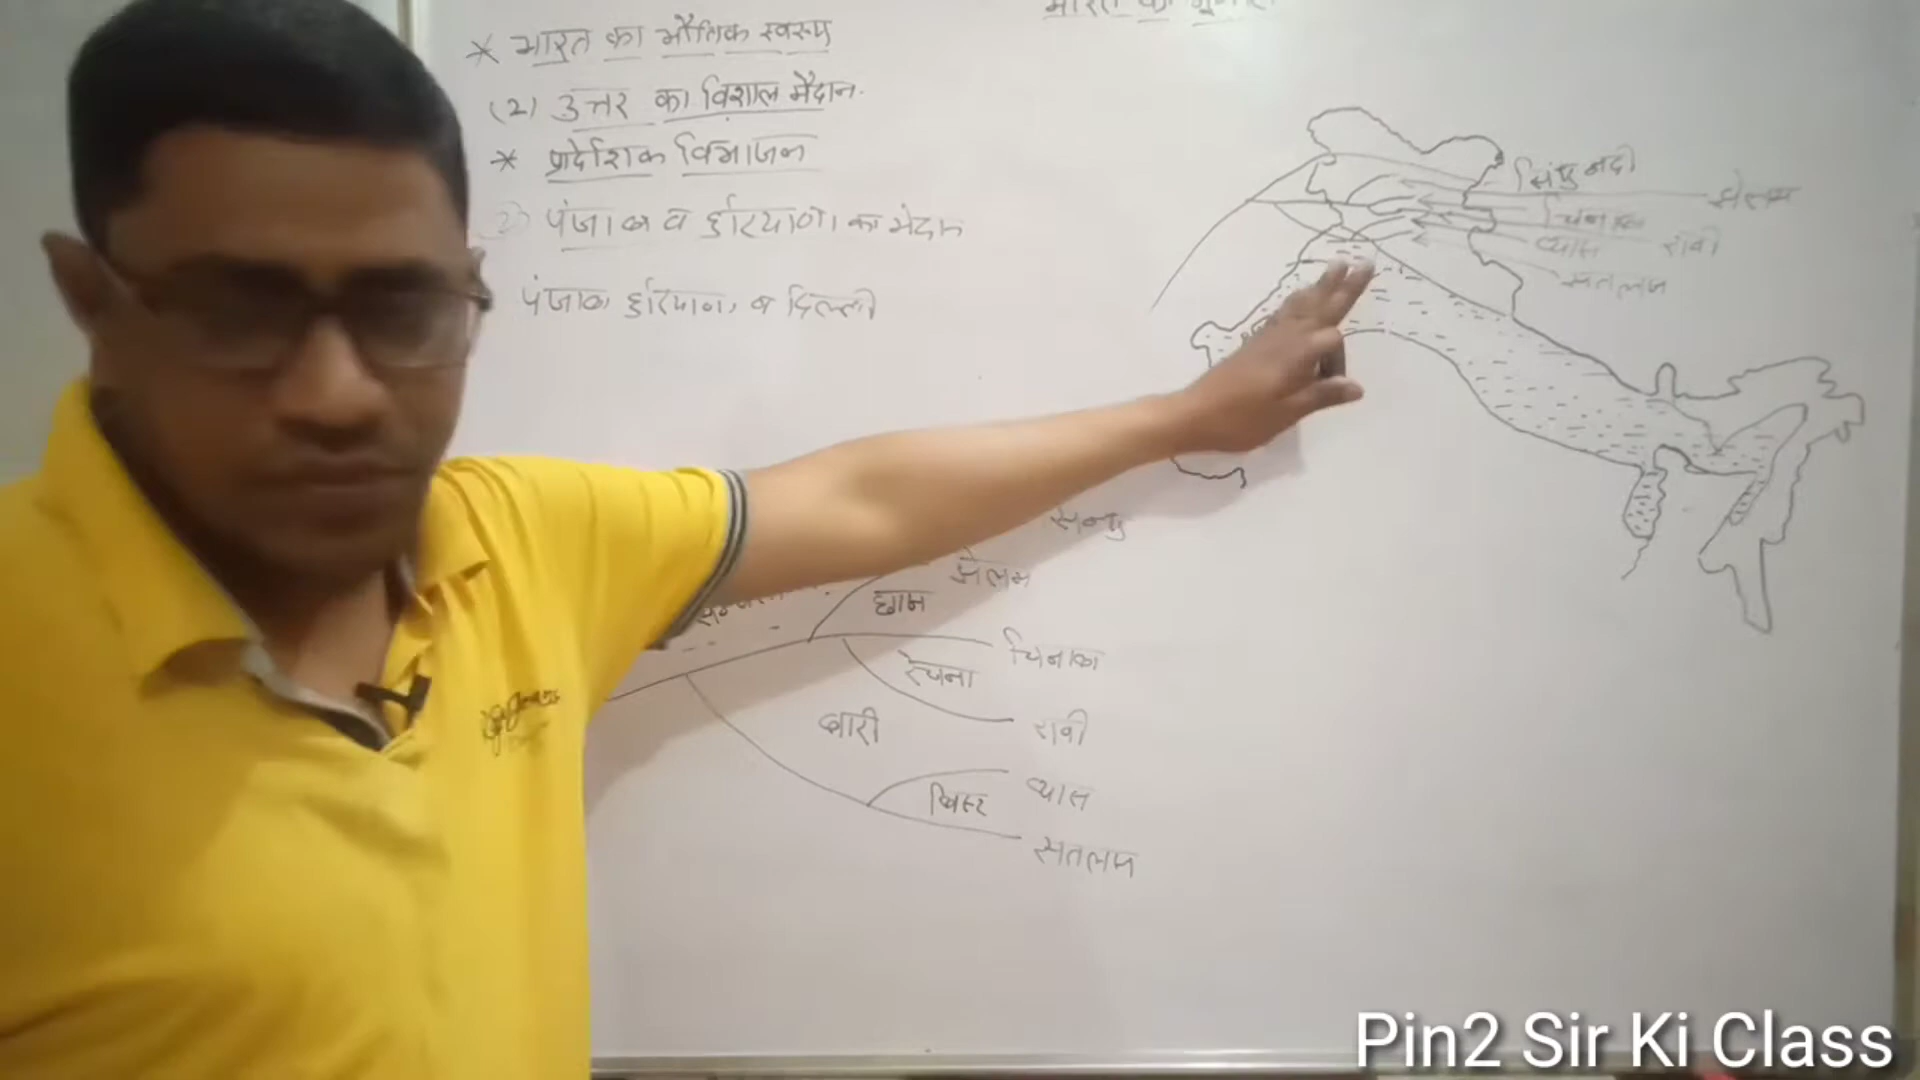 * भारत का भौतिक स्वरूप
(2) उत्तर का विशाल मैदान.
* प्रादेशिक विभाजन
पंजाब व हरियाणा का मैदान
पंजाब, हरियाणा, व दिल्ली
सिंधु नदी
झेलम
चिनाब
व्यास रावी
सतलज
झेलम
छाज
चिनाब
रेचना
रावी
बारी
व्यास
बिस्ट
सतलज
Pin2 Sir Ki Class